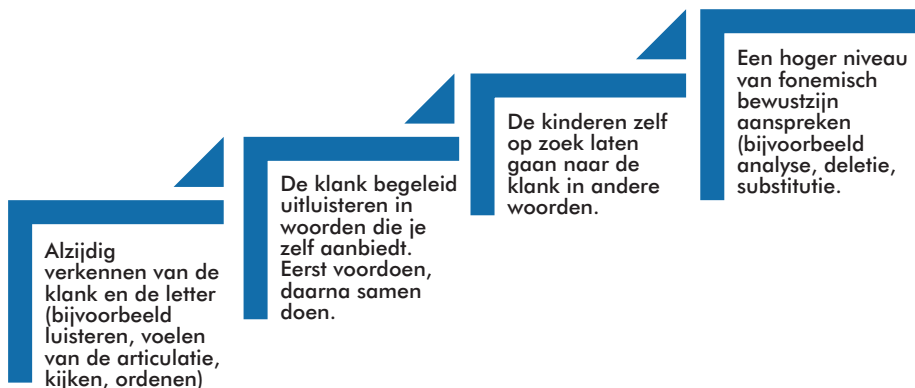 Alzijdig
verkennen van de
klank en de letter
(bijvoorbeeld
luisteren, voelen
van de articulatie,
kijken, ordenen)
De klank begeleid
uitluisteren in
woorden die je
zelf aanbiedt.
Eerst voordoen,
daarna samen
doen.
De kinderen zelf
op zoek laten
gaan naar de
klank in andere
woorden.
Een hoger niveau
van fonemisch
bewustzijn
aanspreken
(bijvoorbeeld
analyse, deletie,
substitutie.